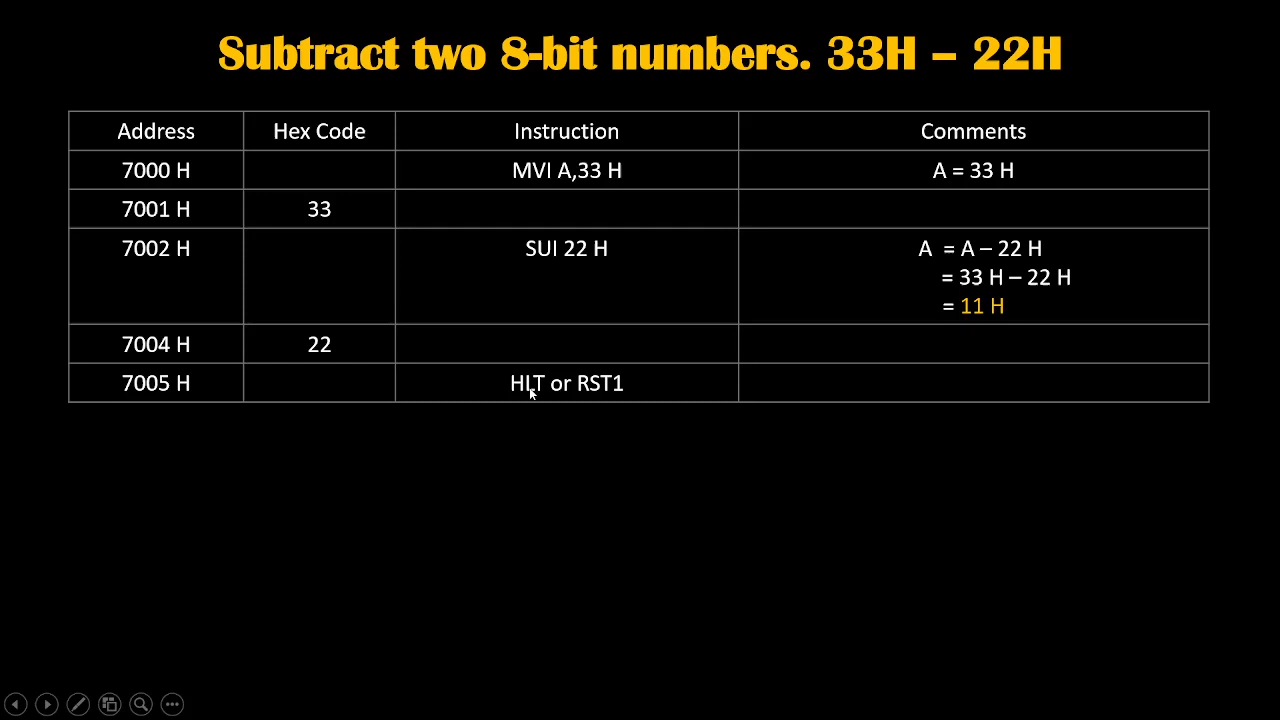 Subtract two 8-bit numbers. 33H – 22H
Address Hex Code Instruction Comments
7000 H MVI A,33 H A = 33 H
7001 H 33
7002 H SUI 22 H A = A – 22 H
= 33 H – 22 H
= 11 H
7004 H 22
7005 H HLT or RST1